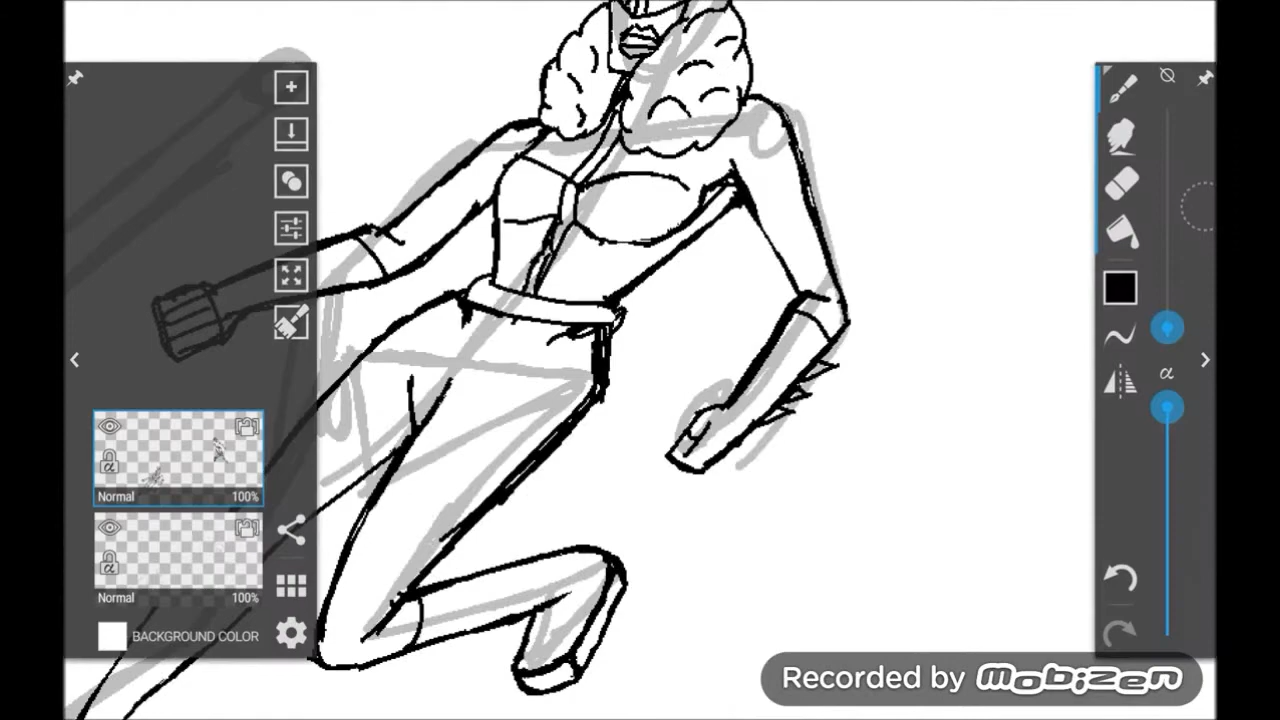 Normal 100%
Normal 100%
BACKGROUND COLOR
α
Recorded by mobizen